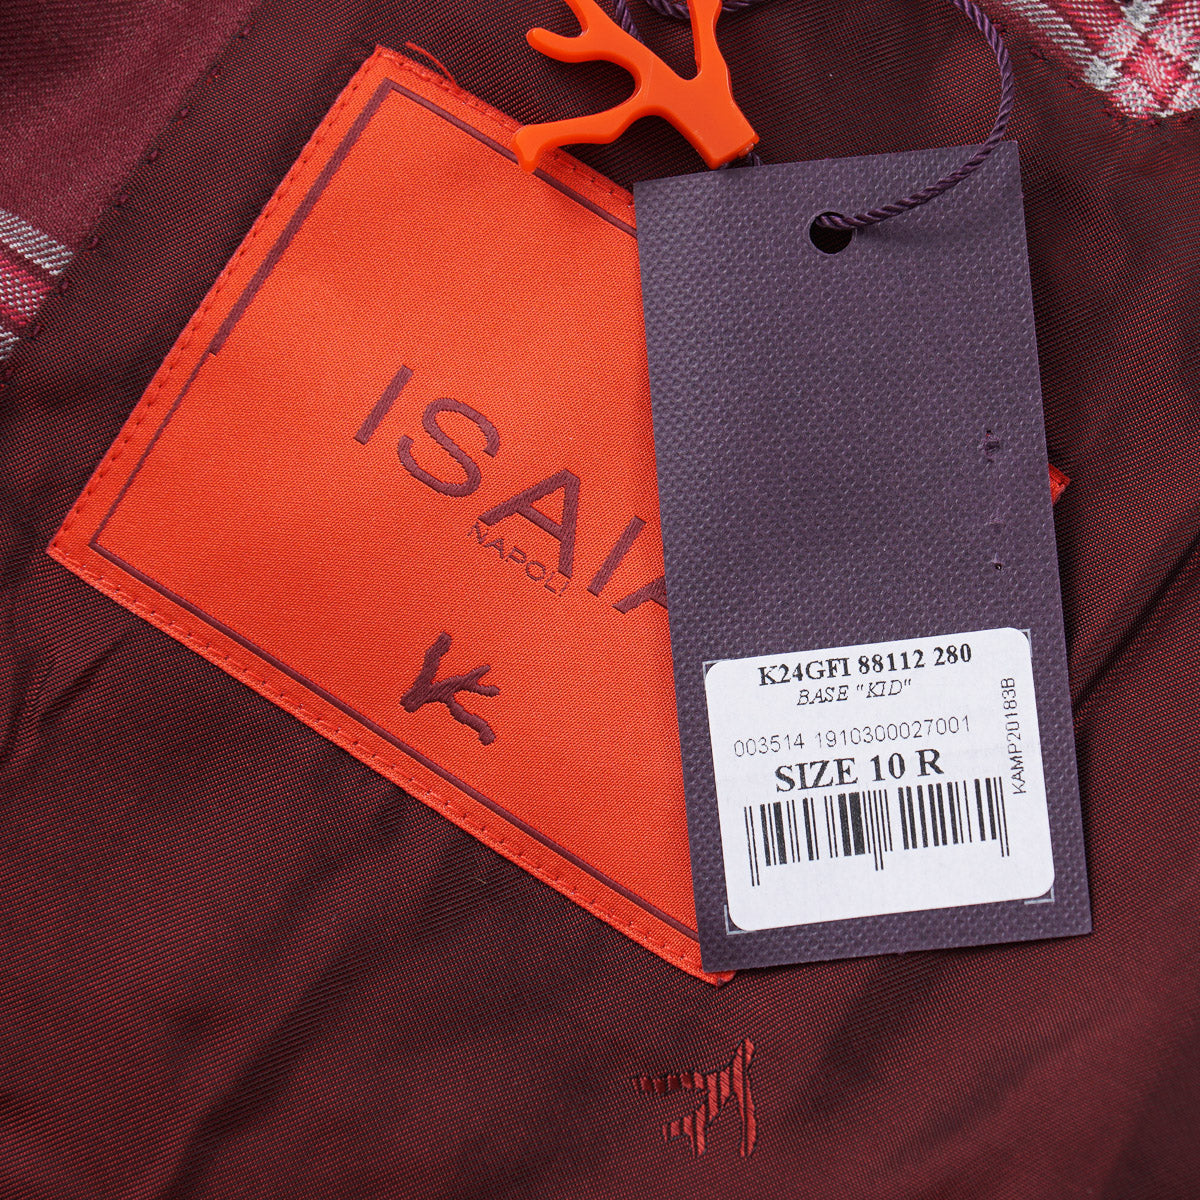 ISAIA
NAPOLI
K24GFI 88112 280
BASE "KID"
003514 1910300027001
SIZE 10 R
KAMP20183B